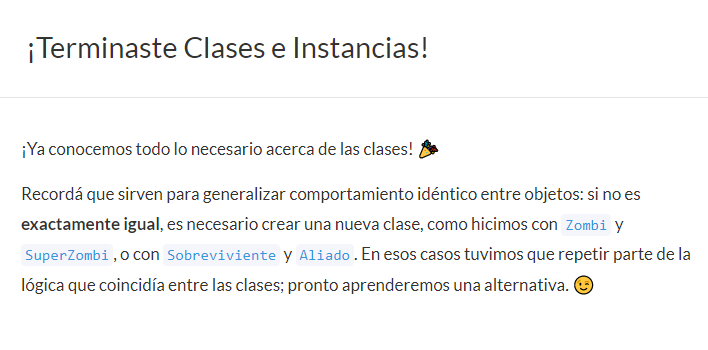 ¡Terminaste Clases e Instancias!
¡Ya conocemos todo lo necesario acerca de las clases! 🎉
Recordá que sirven para generalizar comportamiento idéntico entre objetos: si no es
exactamente igual, es necesario crear una nueva clase, como hicimos con Zombi y
SuperZombi, o con Sobreviviente y Aliado. En esos casos tuvimos que repetir parte de la
lógica que coincidía entre las clases; pronto aprenderemos una alternativa. 😉